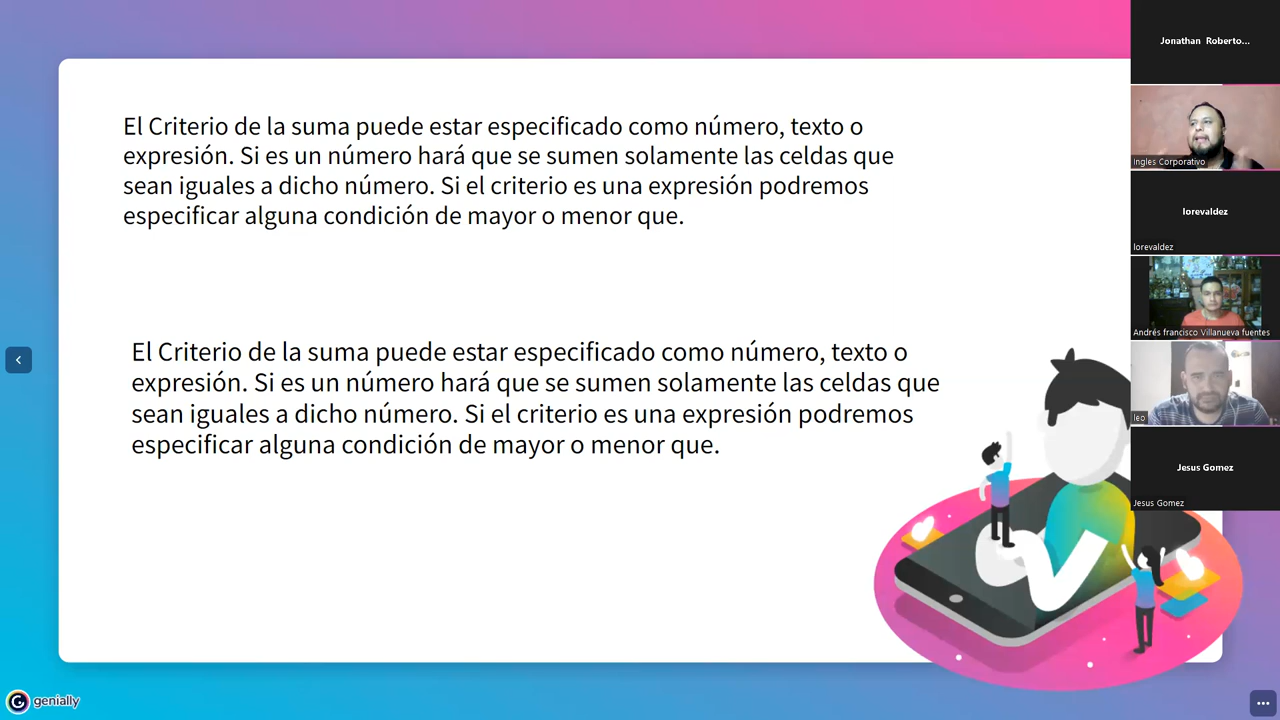 El Criterio de la suma puede estar especificado como número, texto o
expresión. Si es un número hará que se sumen solamente las celdas que
sean iguales a dicho número. Si el criterio es una expresión podremos
especificar alguna condición de mayor o menor que.
El Criterio de la suma puede estar especificado como número, texto o
expresión. Si es un número hará que se sumen solamente las celdas que
sean iguales a dicho número. Si el criterio es una expresión podremos
especificar alguna condición de mayor o menor que.
genially
Jonathan Roberto...
Ingles Corporativo
lorevaldez
lorevaldez
Andrés francisco Villanueva fuentes
leo
Jesus Gomez
Jesus Gomez